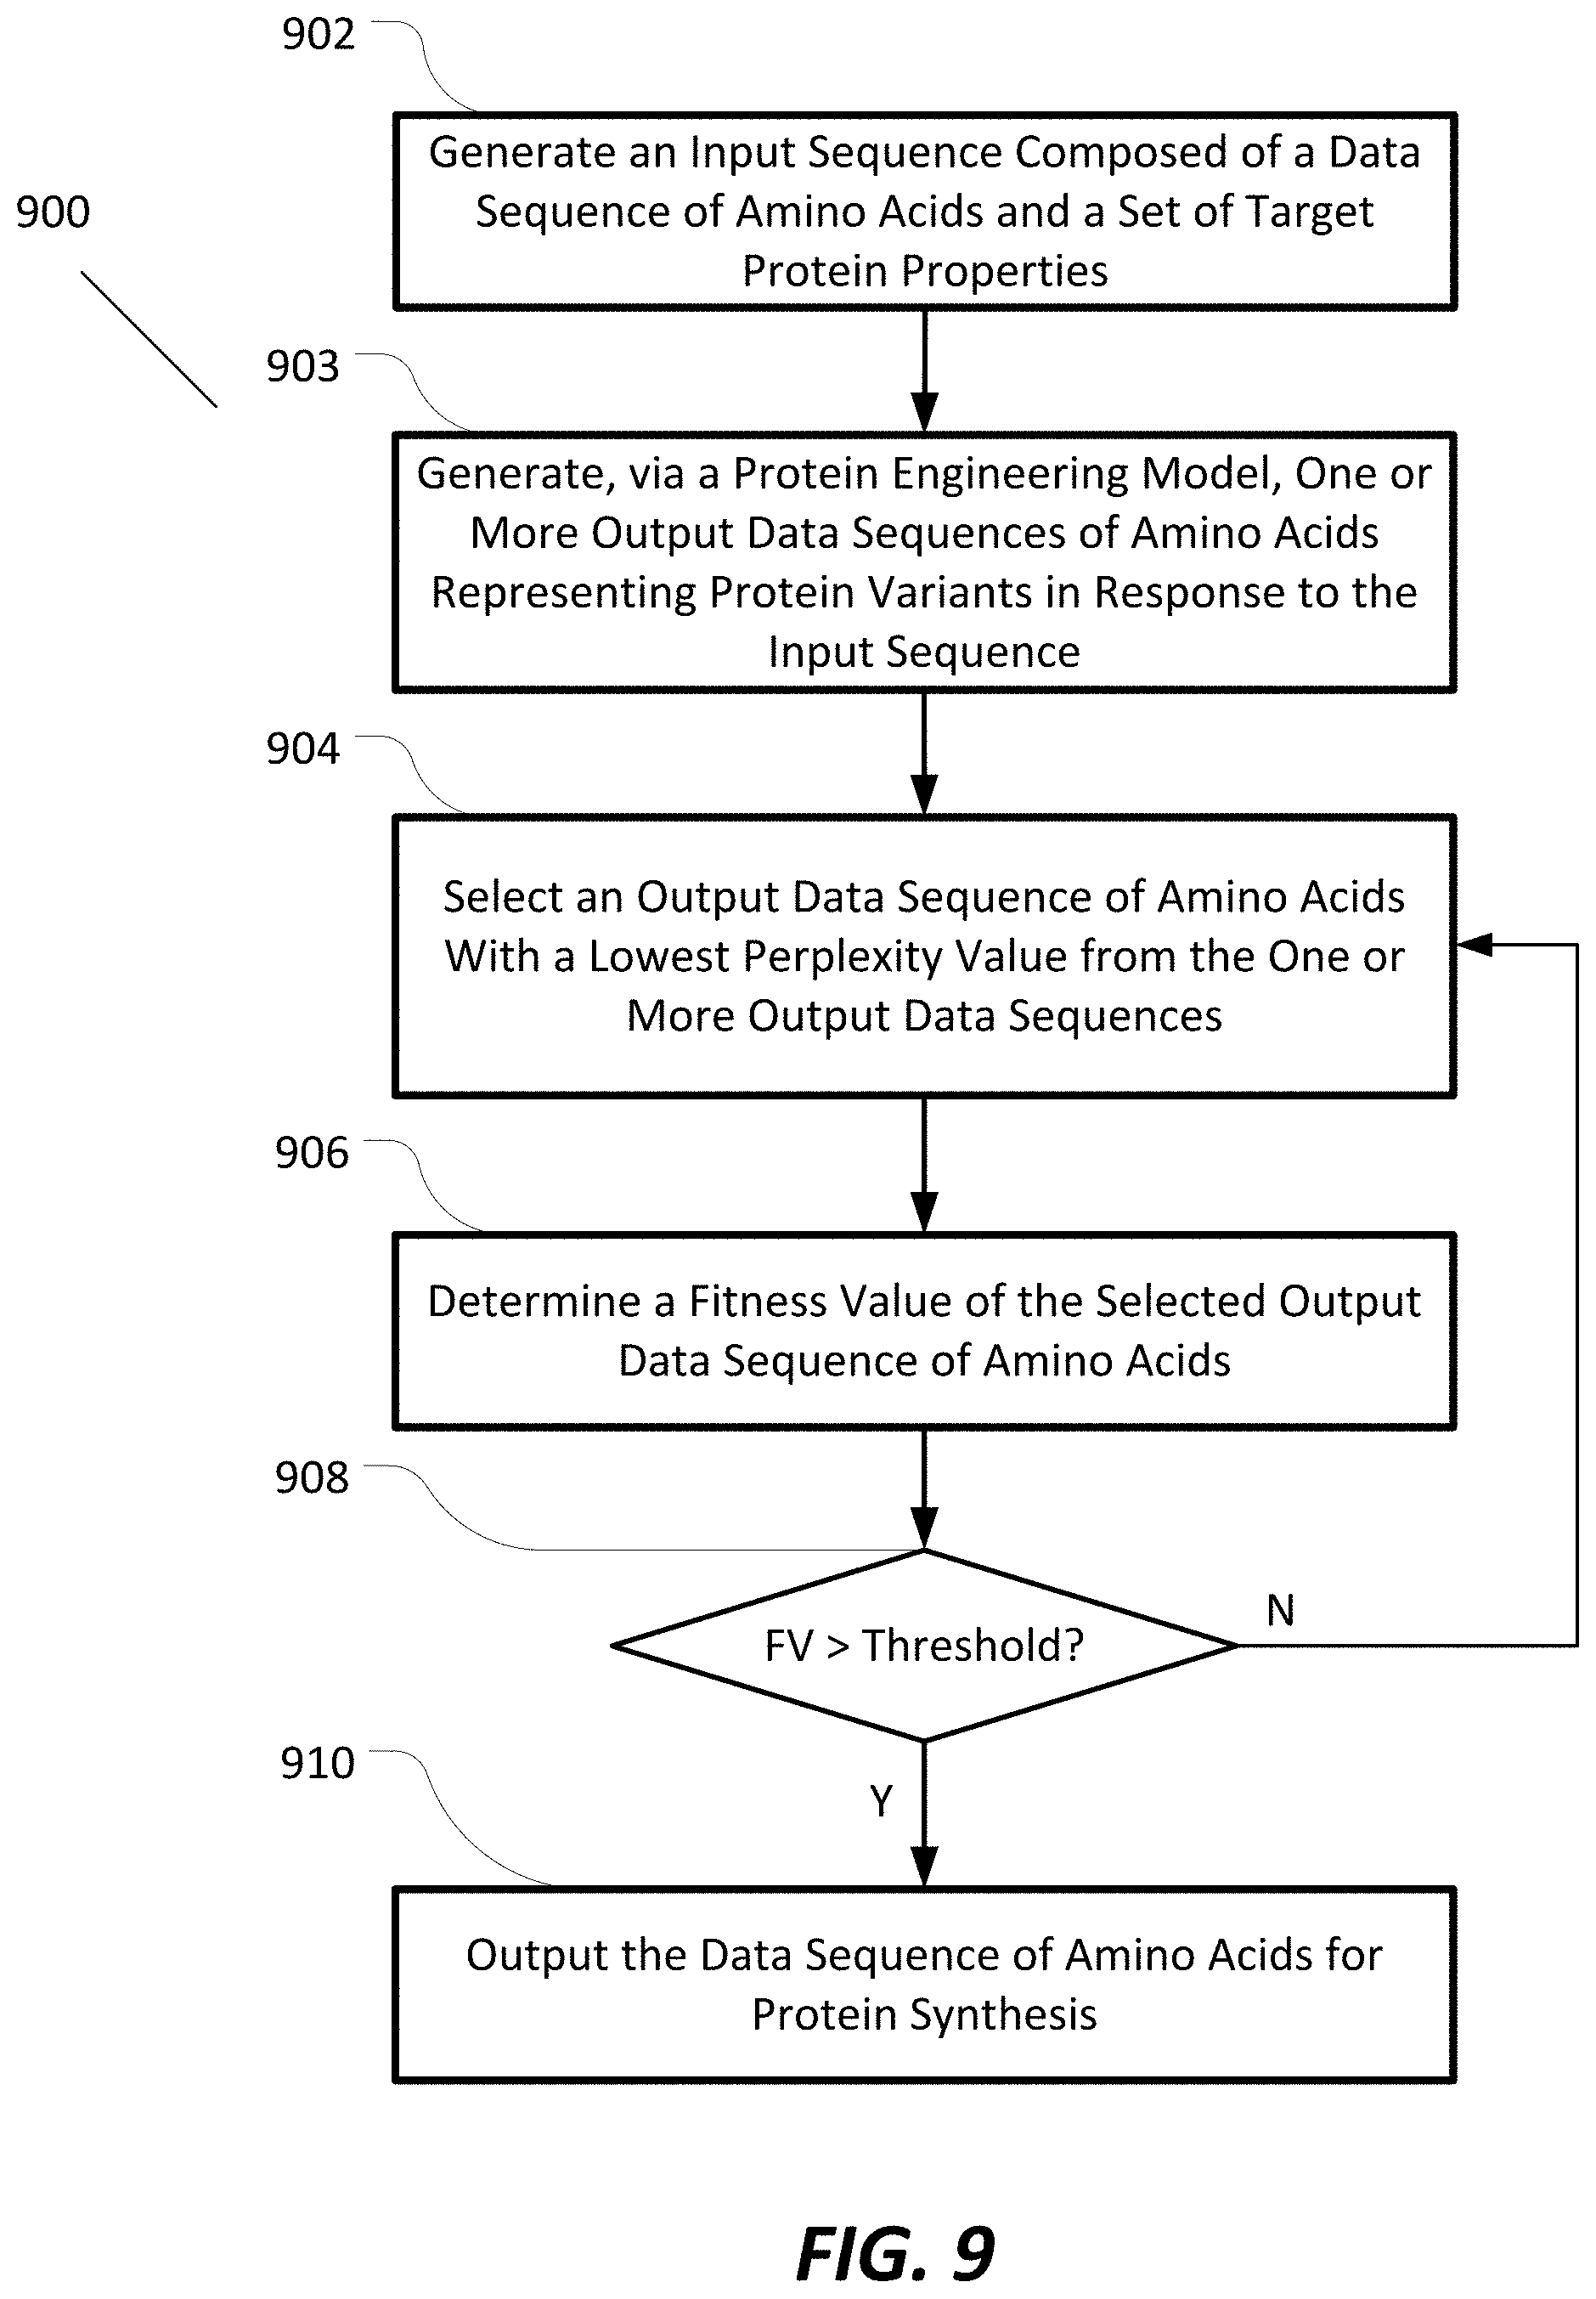 902
Generate an Input Sequence Composed of a Data
Sequence of Amino Acids and a Set of Target
Protein Properties
900
903
Generate, via a Protein Engineering Model, One or
More Output Data Sequences of Amino Acids
Representing Protein Variants in Response to the
Input Sequence
904
Select an Output Data Sequence of Amino Acids
With a Lowest Perplexity Value from the One or
More Output Data Sequences
906
Determine a Fitness Value of the Selected Output
Data Sequence of Amino Acids
908
FV > Threshold?
N
Y
910
Output the Data Sequence of Amino Acids for
Protein Synthesis
FIG. 9